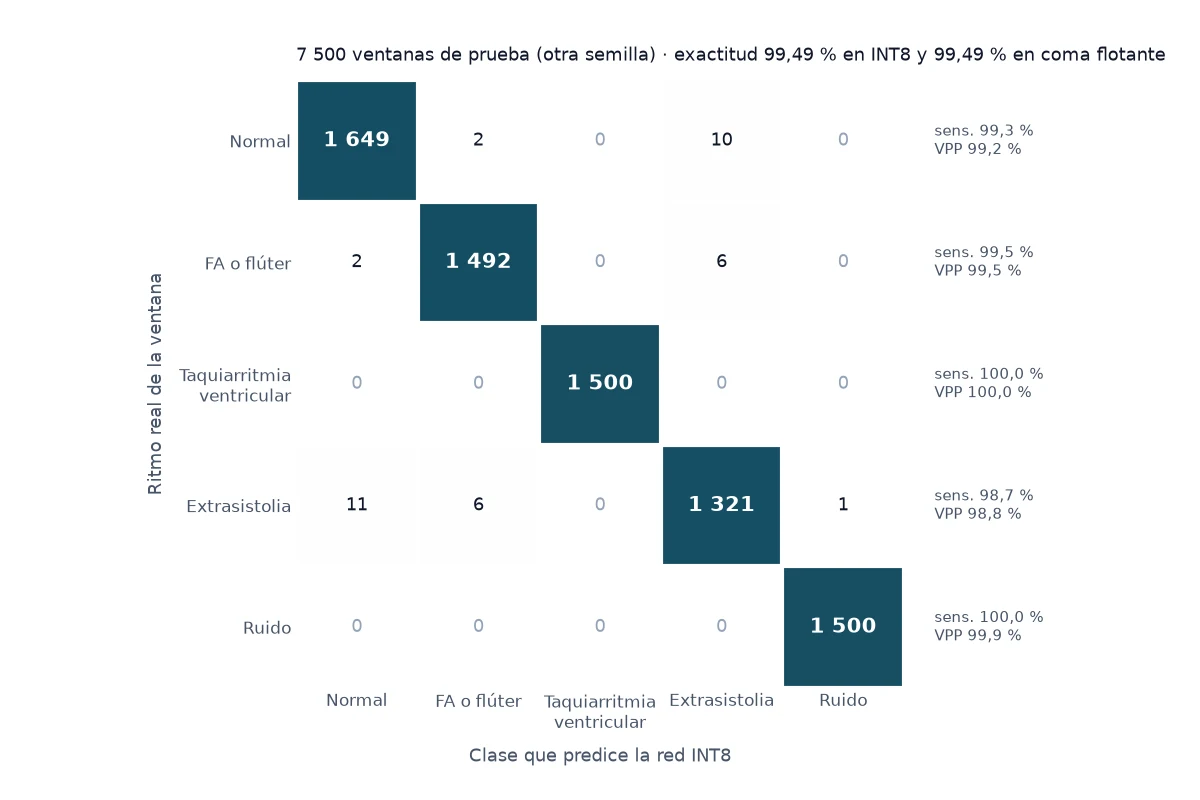 7 500 ventanas de prueba (otra semilla) · exactitud 99,49 % en INT8 y 99,49 % en coma flotante
Ritmo real de la ventana
Normal 1 649 2 0 10 0 sens. 99,3 %
VPP 99,2 %
FA o flúter 2 1 492 0 6 0 sens. 99,5 %
VPP 99,5 %
Taquiarritmia
ventricular 0 0 1 500 0 0 sens. 100,0 %
VPP 100,0 %
Extrasistolia 11 6 0 1 321 1 sens. 98,7 %
VPP 98,8 %
Ruido 0 0 0 0 1 500 sens. 100,0 %
VPP 99,9 %
Normal FA o flúter Taquiarritmia Extrasistolia Ruido
ventricular
Clase que predice la red INT8